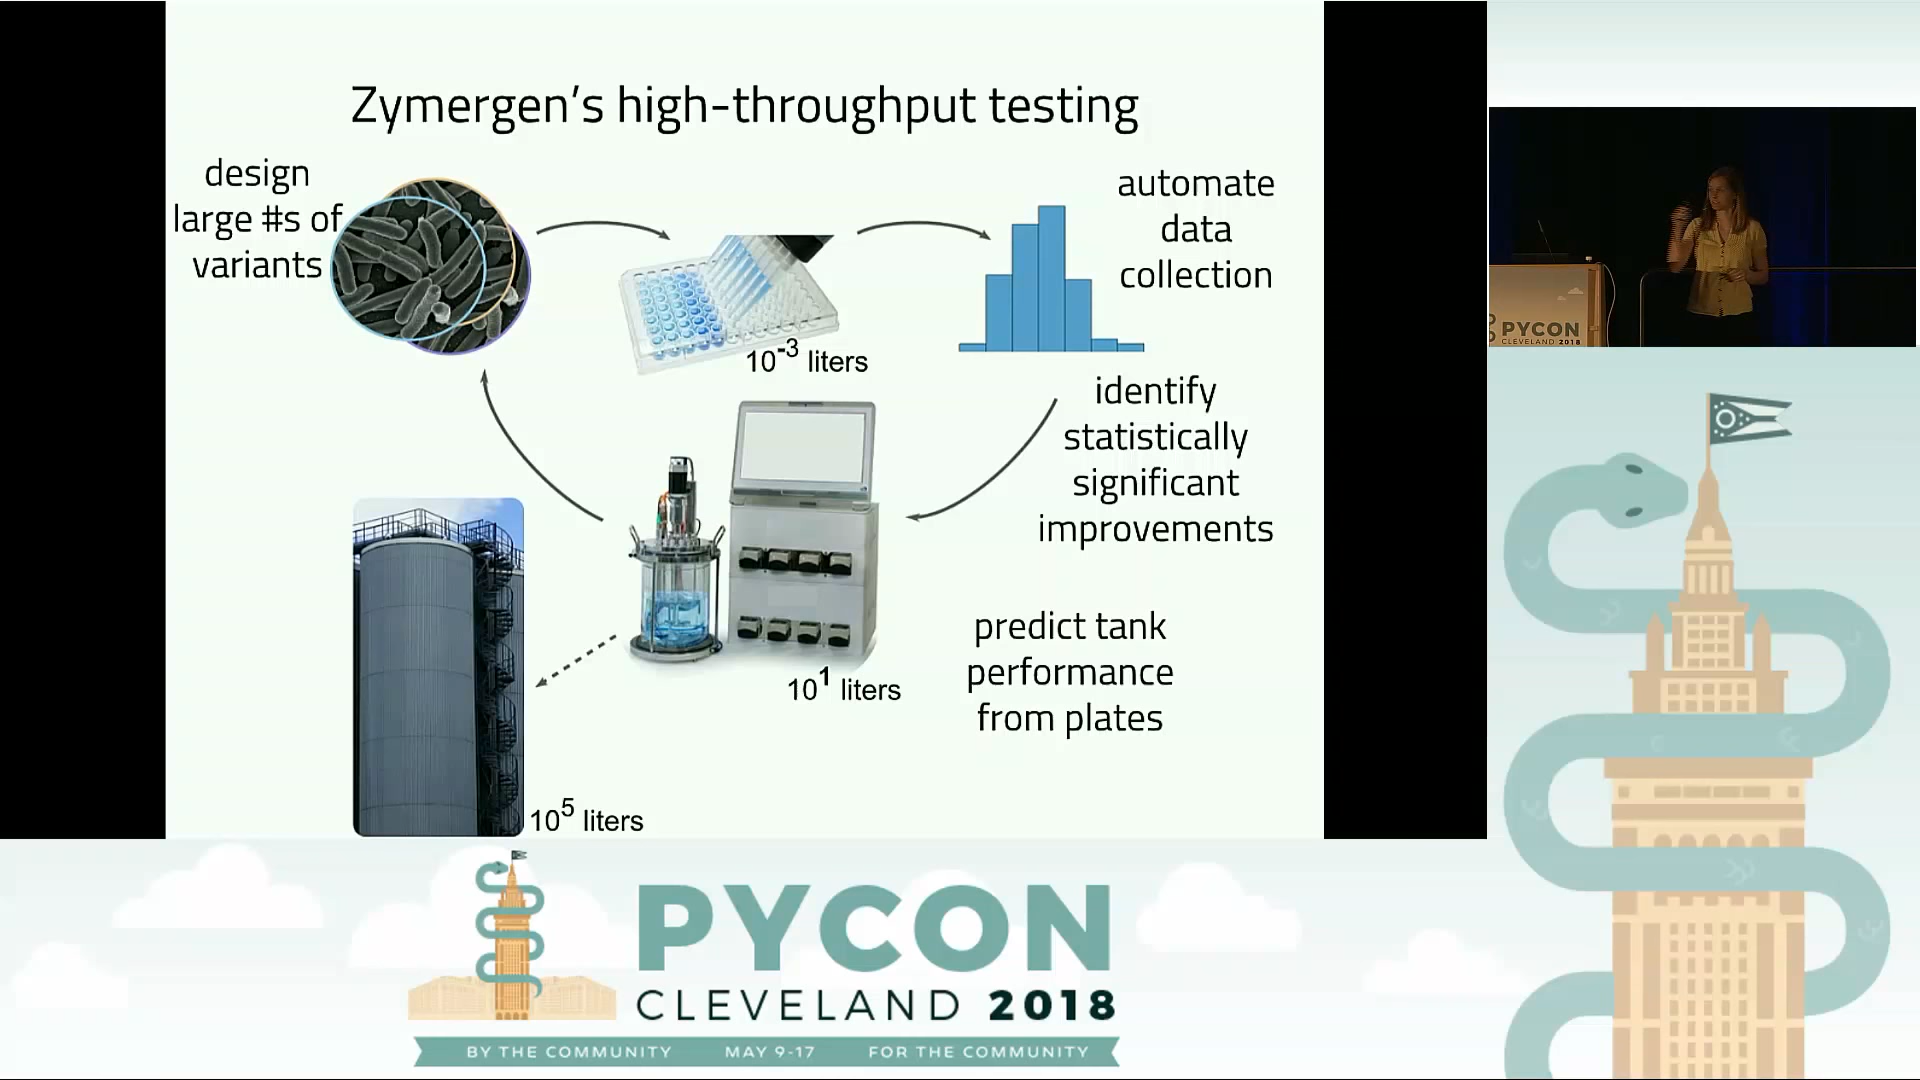 Zymergen's high-throughput testing
design
large #s of
variants
automate
data
collection
10-3 liters
identify
statistically
significant
improvements
predict tank
performance
from plates
101 liters
105 liters
PYCON
CLEVELAND 2018
PYCON
CLEVELAND 2018
BY THE COMMUNITY MAY 9-17 FOR THE COMMUNITY